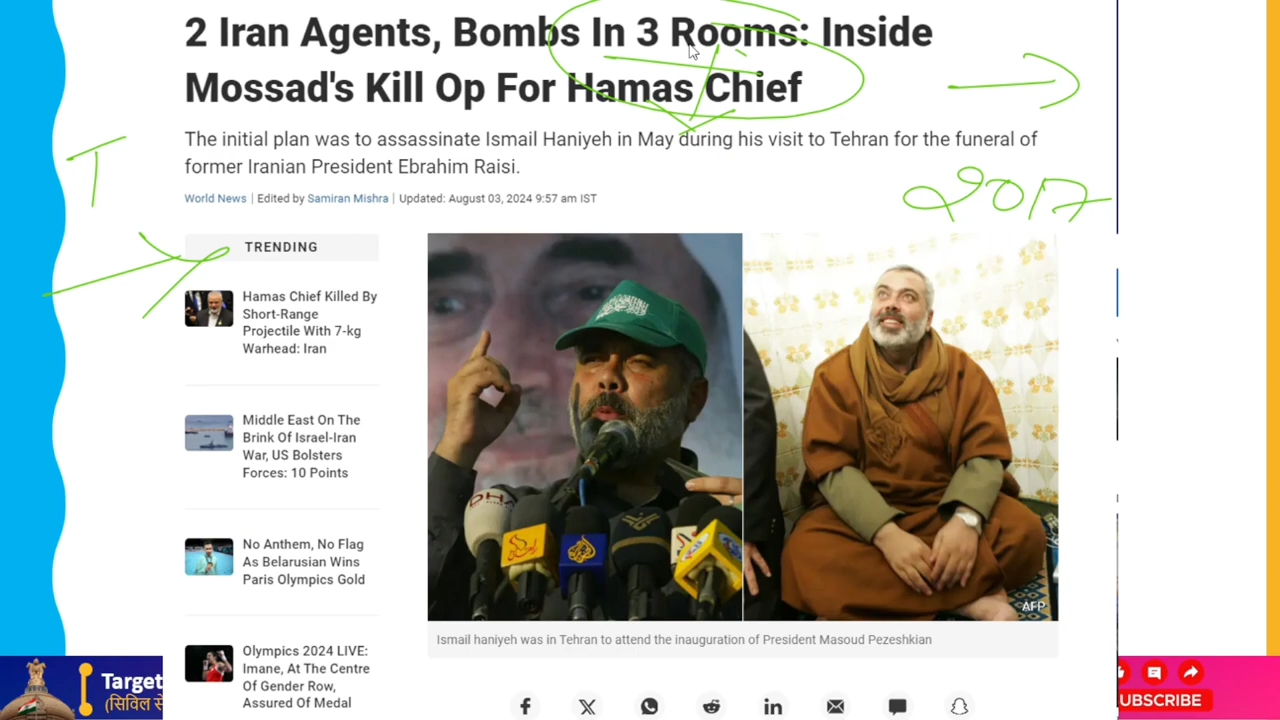 2 Iran Agents, Bombs In 3 Rooms: Inside
Mossad's Kill Op For Hamas Chief
The initial plan was to assassinate Ismail Haniyeh in May during his visit to Tehran for the funeral of
former Iranian President Ebrahim Raisi.
World News | Edited by Samiran Mishra | Updated: August 03, 2024 9:57 am IST
T
2017
TRENDING
Hamas Chief Killed By
Short-Range
Projectile With 7-kg
Warhead: Iran
Middle East On The
Brink Of Israel-Iran
War, US Bolsters
Forces: 10 Points
No Anthem, No Flag
As Belarusian Wins
Paris Olympics Gold
Olympics 2024 LIVE:
Imane, At The Centre
Of Gender Row,
Assured Of Medal
DHA
AFP
Ismail haniyeh was in Tehran to attend the inauguration of President Masoud Pezeshkian
Target
(सिविल से
UBSCRIBE